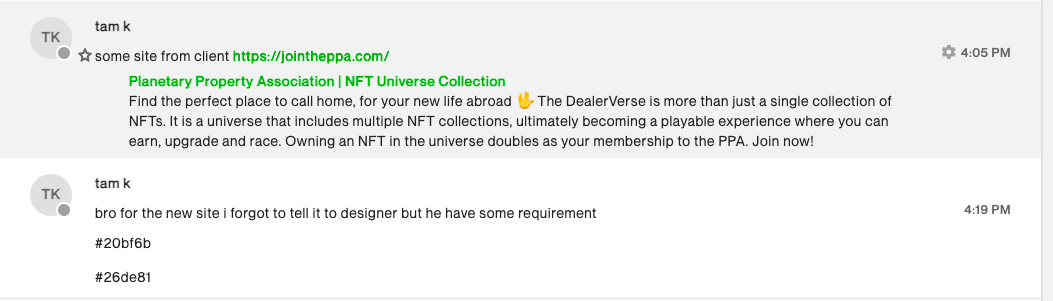 TK
tam k
some site from client https://jointheppa.com/
4:05 PM
Planetary Property Association | NFT Universe Collection
Find the perfect place to call home, for your new life abroad 🖖 The DealerVerse is more than just a single collection of
NFTs. It is a universe that includes multiple NFT collections, ultimately becoming a playable experience where you can
earn, upgrade and race. Owning an NFT in the universe doubles as your membership to the PPA. Join now!
TK
tam k
bro for the new site i forgot to tell it to designer but he have some requirement
4:19 PM
#20bf6b
#26de81